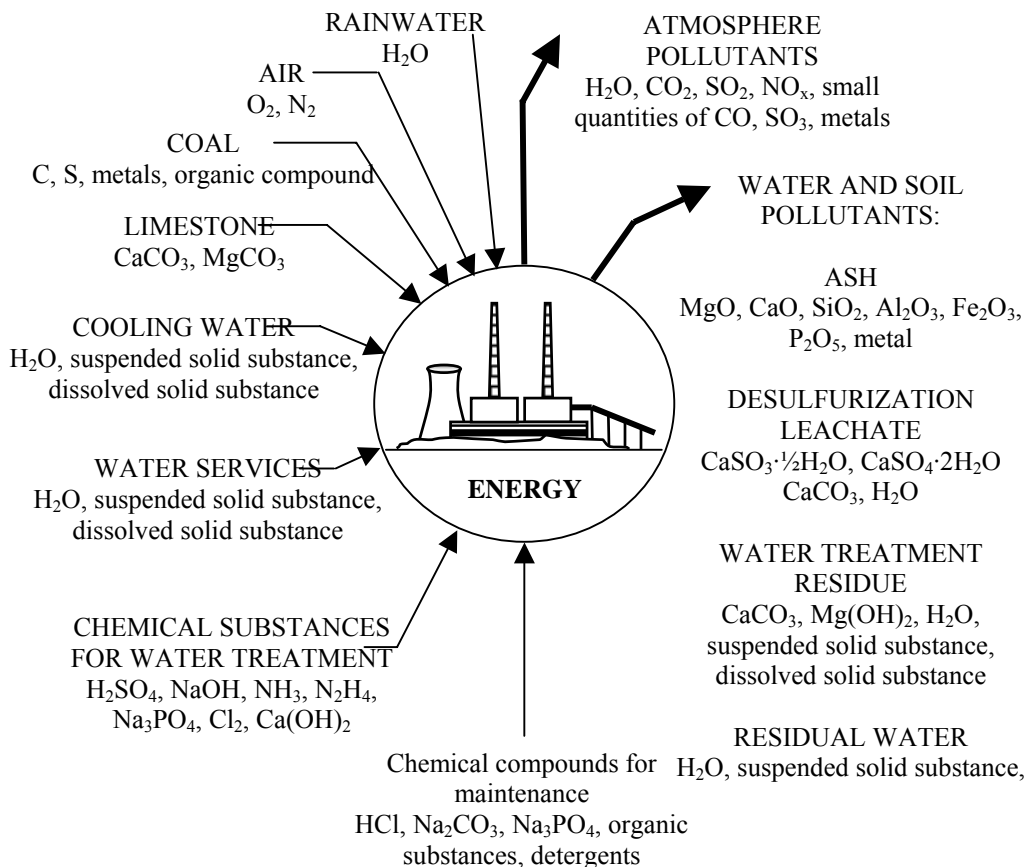 RAINWATER
H₂O
AIR
O₂, N₂
COAL
C, S, metals, organic compound
LIMESTONE
CaCO₃, MgCO₃
COOLING WATER
H₂O, suspended solid substance,
dissolved solid substance
WATER SERVICES
H₂O, suspended solid substance,
dissolved solid substance
CHEMICAL SUBSTANCES
FOR WATER TREATMENT
H₂SO₄, NaOH, NH₃, N₂H₄,
Na₃PO₄, Cl₂, Ca(OH)₂
ENERGY
Chemical compounds for
maintenance
HCl, Na₂CO₃, Na₃PO₄, organic
substances, detergents
ATMOSPHERE
POLLUTANTS
H₂O, CO₂, SO₂, NOₓ, small
quantities of CO, SO₃, metals
WATER AND SOIL
POLLUTANTS:
ASH
MgO, CaO, SiO₂, Al₂O₃, Fe₂O₃,
P₂O₅, metal
DESULFURIZATION
LEACHATE
CaSO₃·½H₂O, CaSO₄·2H₂O
CaCO₃, H₂O
WATER TREATMENT
RESIDUE
CaCO₃, Mg(OH)₂, H₂O,
suspended solid substance,
dissolved solid substance
RESIDUAL WATER
H₂O, suspended solid substance,